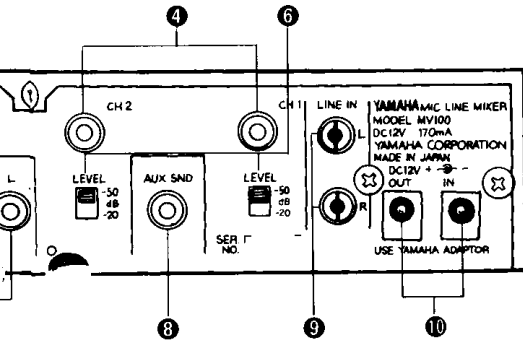 4
6
CH 2
CH 1
LINE IN
L
R
YAMAHA MIC LINE MIXER
MODEL MV100
DC12V 170mA
YAMAHA CORPORATION
MADE IN JAPAN
DC12V + -
OUT IN
USE YAMAHA ADAPTOR
L
LEVEL
-50
dB
-20
AUX SND
LEVEL
-50
dB
-20
SER.
NO.
8
9
10